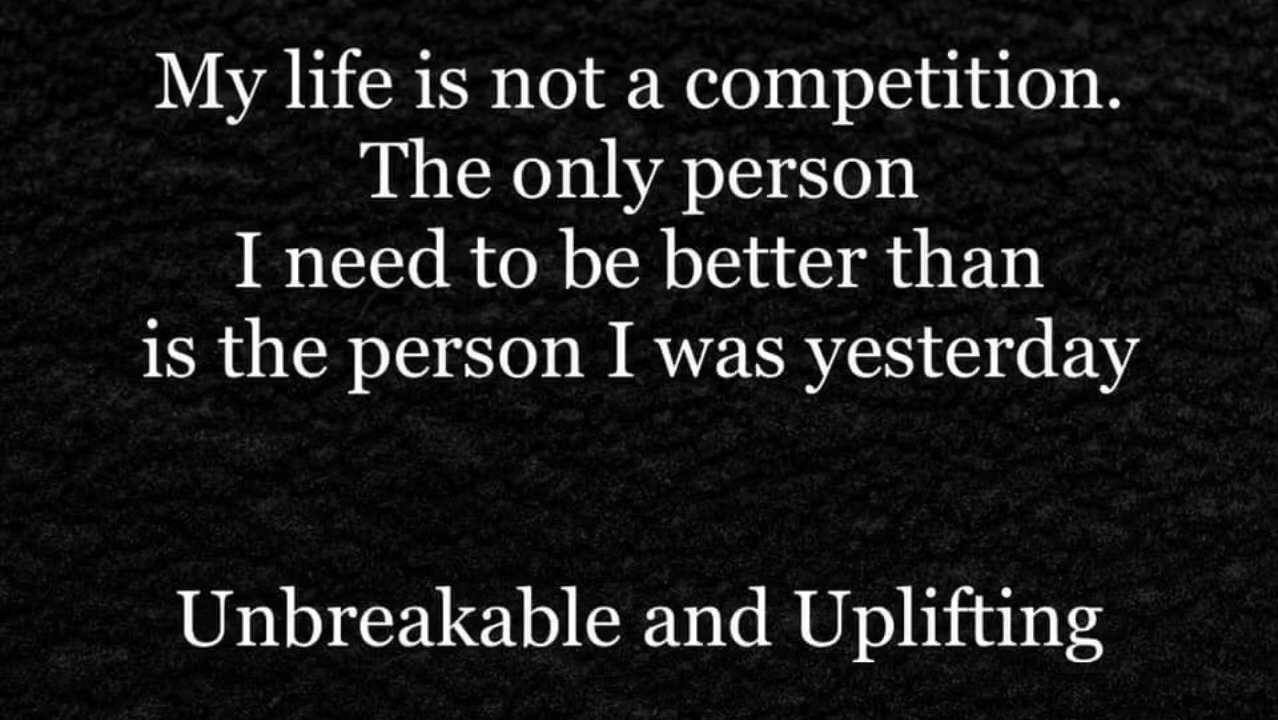 My life is not a competition.
The only person
I need to be better than
is the person I was yesterday
Unbreakable and Uplifting